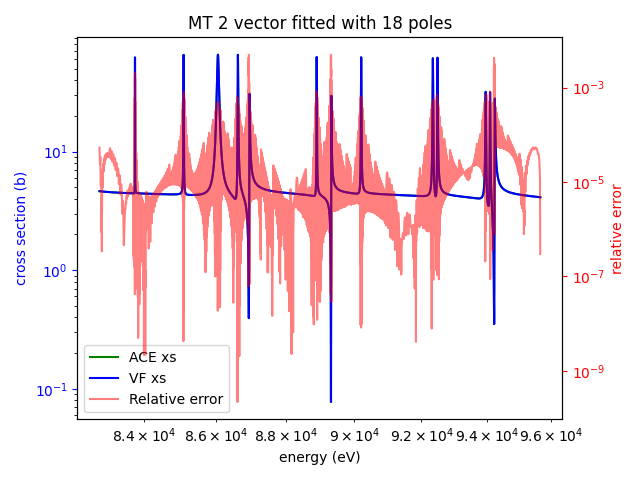 MT 2 vector fitted with 18 poles
cross section (b)
10¹
10⁰
10⁻¹
10⁻³
10⁻⁵
10⁻⁷
10⁻⁹
relative error
ACE xs
VF xs
Relative error
8.4 × 10⁴ 8.6 × 10⁴ 8.8 × 10⁴ 9 × 10⁴ 9.2 × 10⁴ 9.4 × 10⁴ 9.6 × 10⁴
energy (eV)